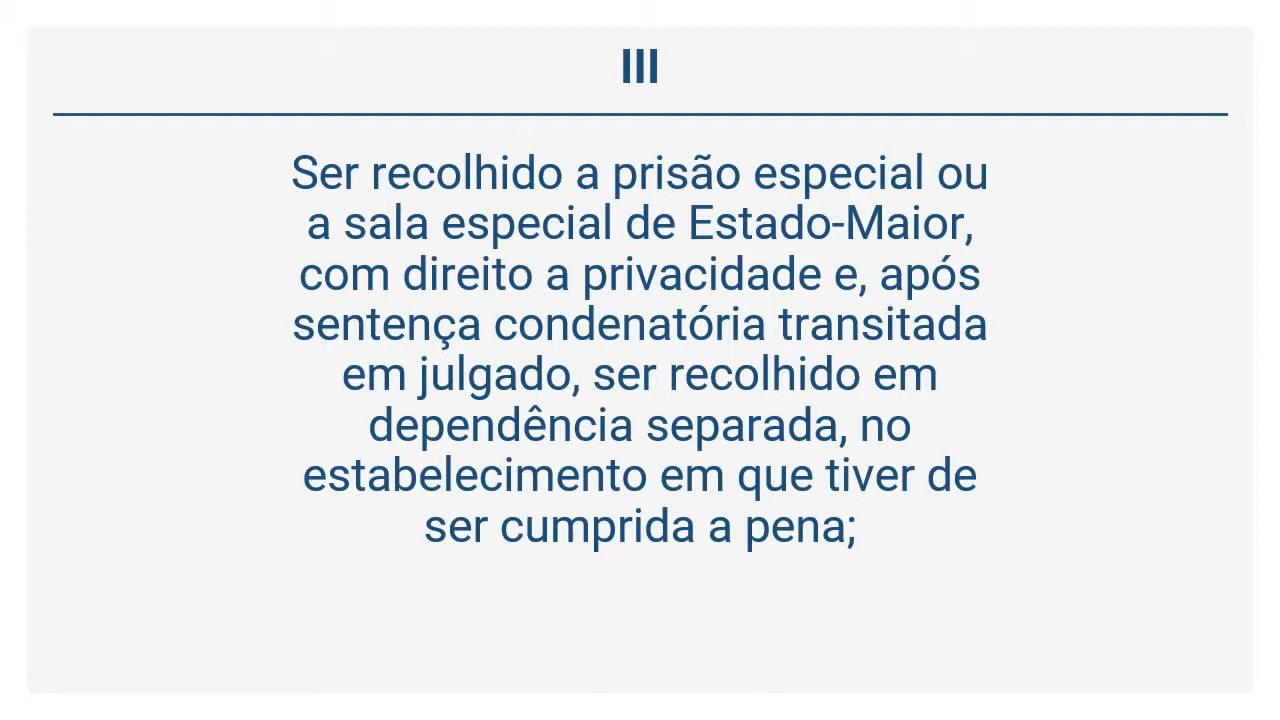 III
Ser recolhido a prisão especial ou
a sala especial de Estado-Maior,
com direito a privacidade e, após
sentença condenatória transitada
em julgado, ser recolhido em
dependência separada, no
estabelecimento em que tiver de
ser cumprida a pena;